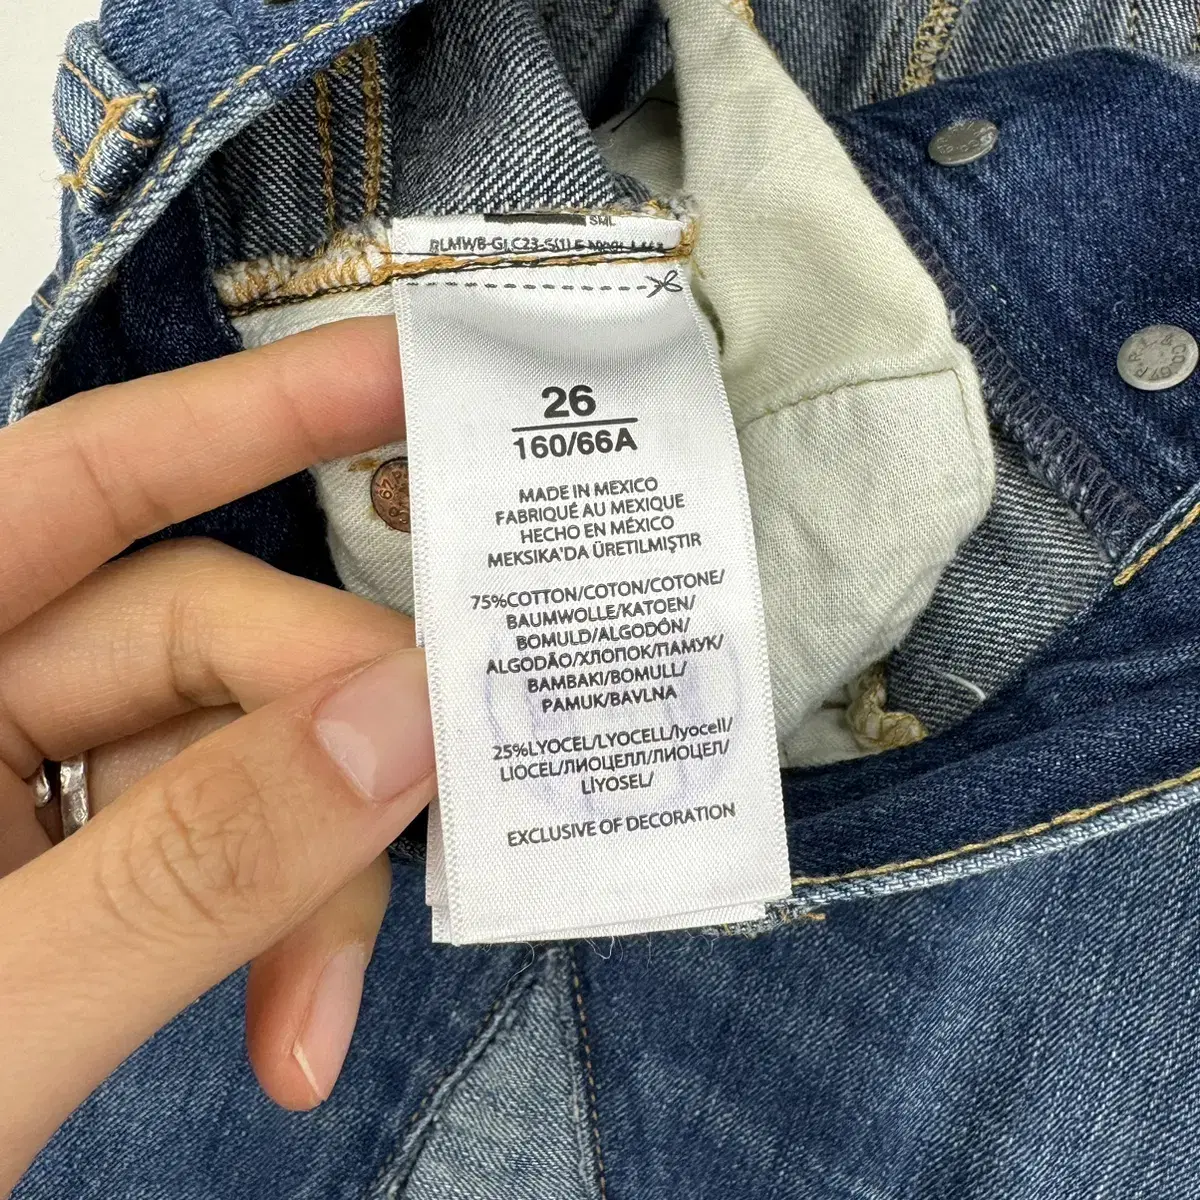 SML
26
160/66A
MADE IN MEXICO
FABRIQUÉ AU MEXIQUE
HECHO EN MÉXICO
MEKSIKA'DA ÜRETILMIŞTIR
75%COTTON/COTON/COTONE/
BAUMWOLLE/KATOEN/
BOMULD/ALGODÓN/
ALGODÃO/ХЛОПОК/ПАМУК/
BAMBAKI/BOMULL/
PAMUK/BAVLNA
25%LYOCEL/LYOCELL/lyocell/
LIOCEL/ЛИОЦЕЛЛ/ЛИОЦЕЛ/
LİYOSEL/
EXCLUSIVE OF DECORATION